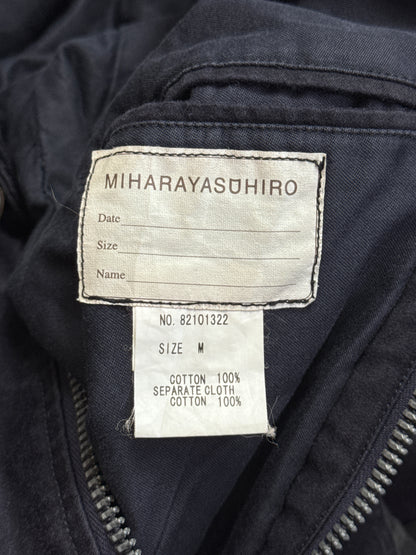 MIHARAYASUHIRO
Date
Size
Name
NO. 82101322
SIZE M
COTTON 100%
SEPARATE CLOTH
COTTON 100%